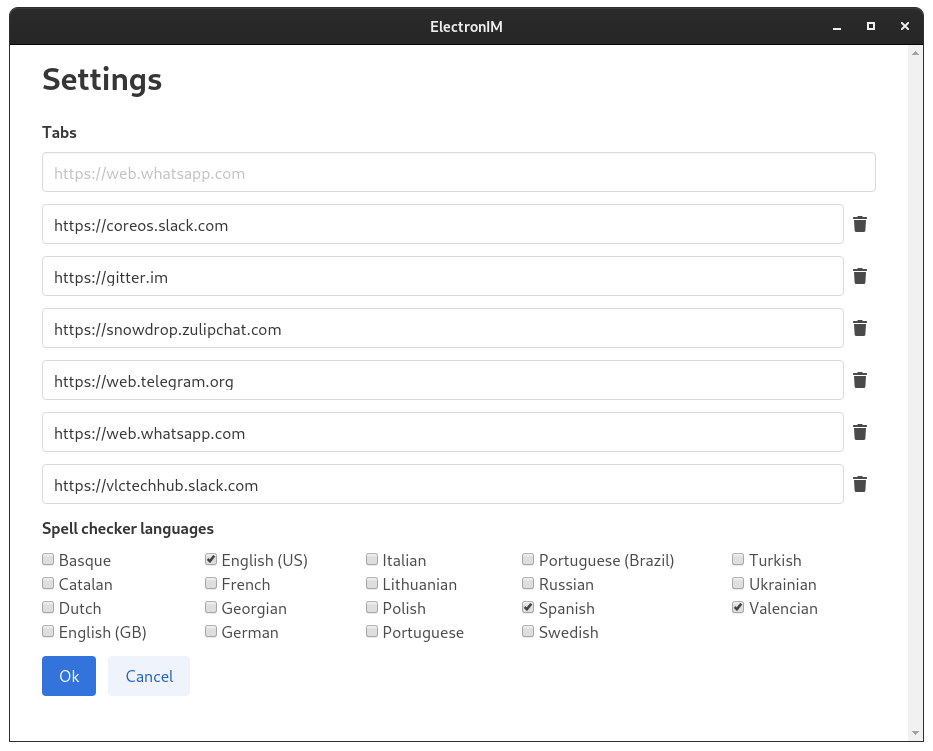 ElectronIM
Settings
Tabs
https://web.whatsapp.com
https://coreos.slack.com
https://gitter.im
https://snowdrop.zulipchat.com
https://web.telegram.org
https://web.whatsapp.com
https://vlctechhub.slack.com
Spell checker languages
Basque English (US) Italian Portuguese (Brazil) Turkish
Catalan French Lithuanian Russian Ukrainian
Dutch Georgian Polish Spanish Valencian
English (GB) German Portuguese Swedish
Ok Cancel